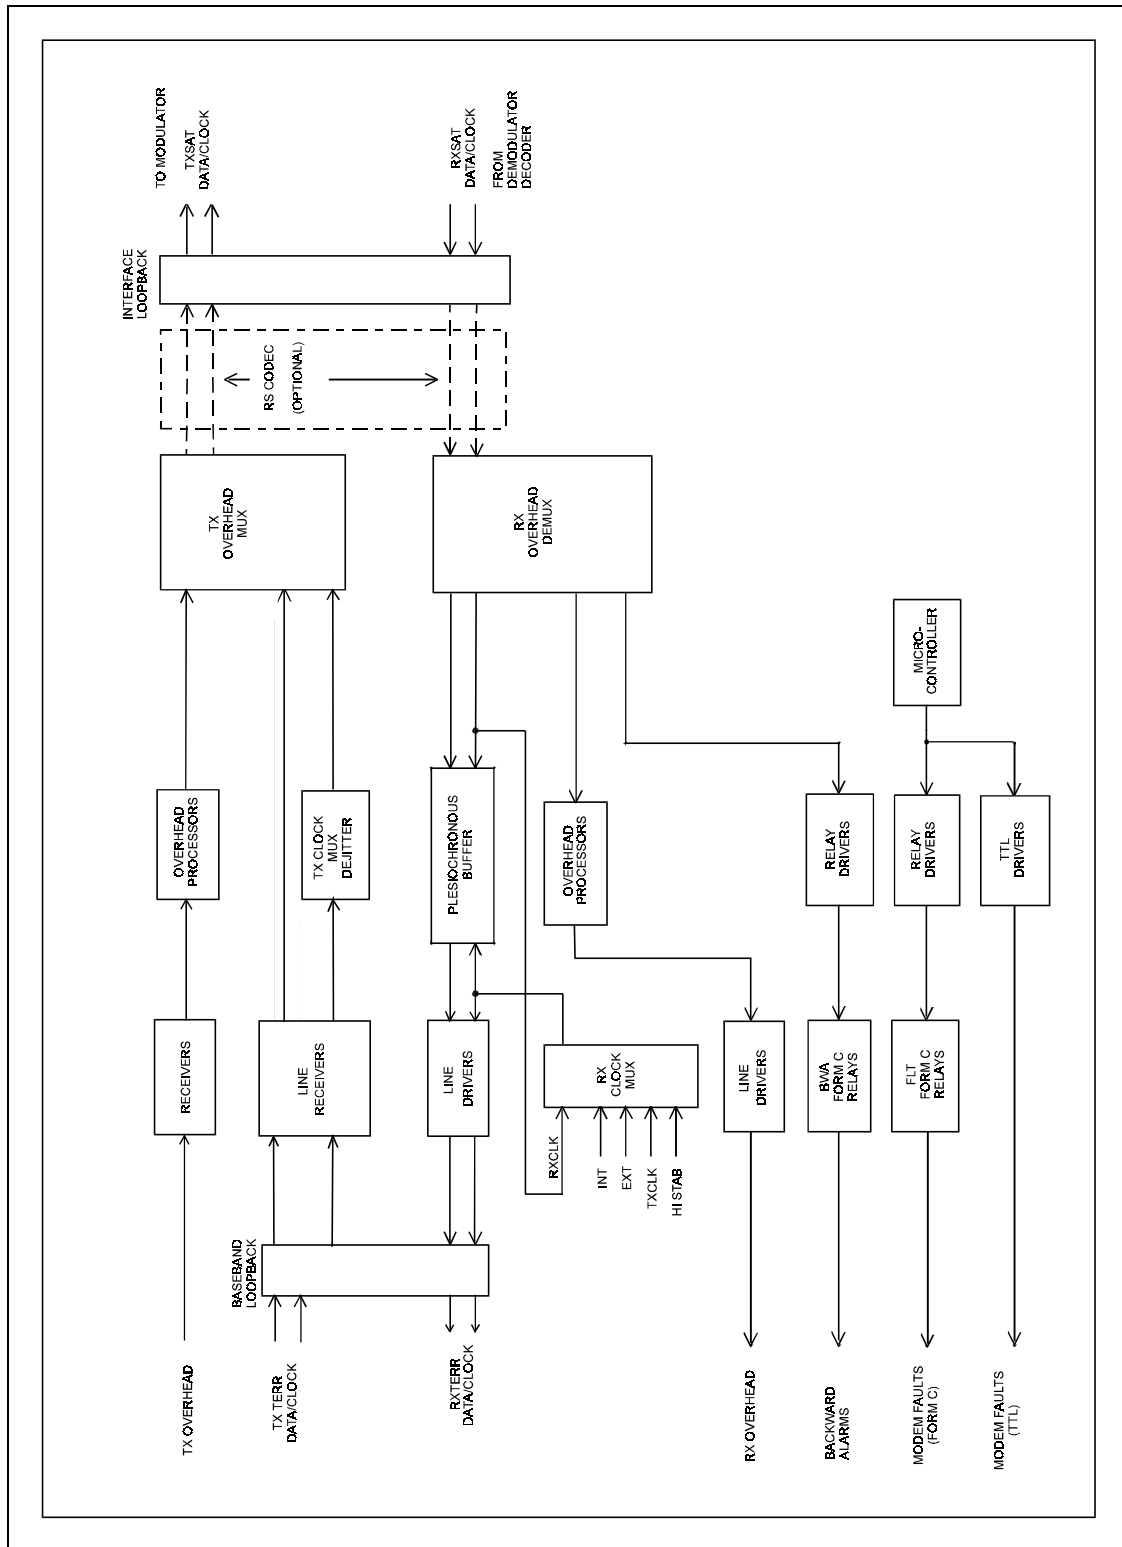 TO MODULATOR
TXSAT
DATA/CLOCK
RXSAT
DATA/CLOCK
FROM
DEMODULATOR
DECODER
INTERFACE
LOOPBACK
RS CODEC
(OPTIONAL)
TX
OVERHEAD
MUX
RX
OVERHEAD
DEMUX
MICRO-
CONTROLLER
OVERHEAD
PROCESSORS
TX CLOCK
MUX
DEJITTER
PLESIOCHRONOUS
BUFFER
OVERHEAD
PROCESSORS
RELAY
DRIVERS
RELAY
DRIVERS
TTL
DRIVERS
RECEIVERS
LINE
RECEIVERS
LINE
DRIVERS
RX
CLOCK
MUX
LINE
DRIVERS
BWA
FORM C
RELAYS
FLT
FORM C
RELAYS
RXCLK
INT
EXT
TXCLK
HI STAB
BASEBAND
LOOPBACK
TX OVERHEAD
TX TERR
DATA/CLOCK
RXTERR
DATA/CLOCK
RX OVERHEAD
BACKWARD
ALARMS
MODEM FAULTS
(FORM C)
MODEM FAULTS
(TTL)